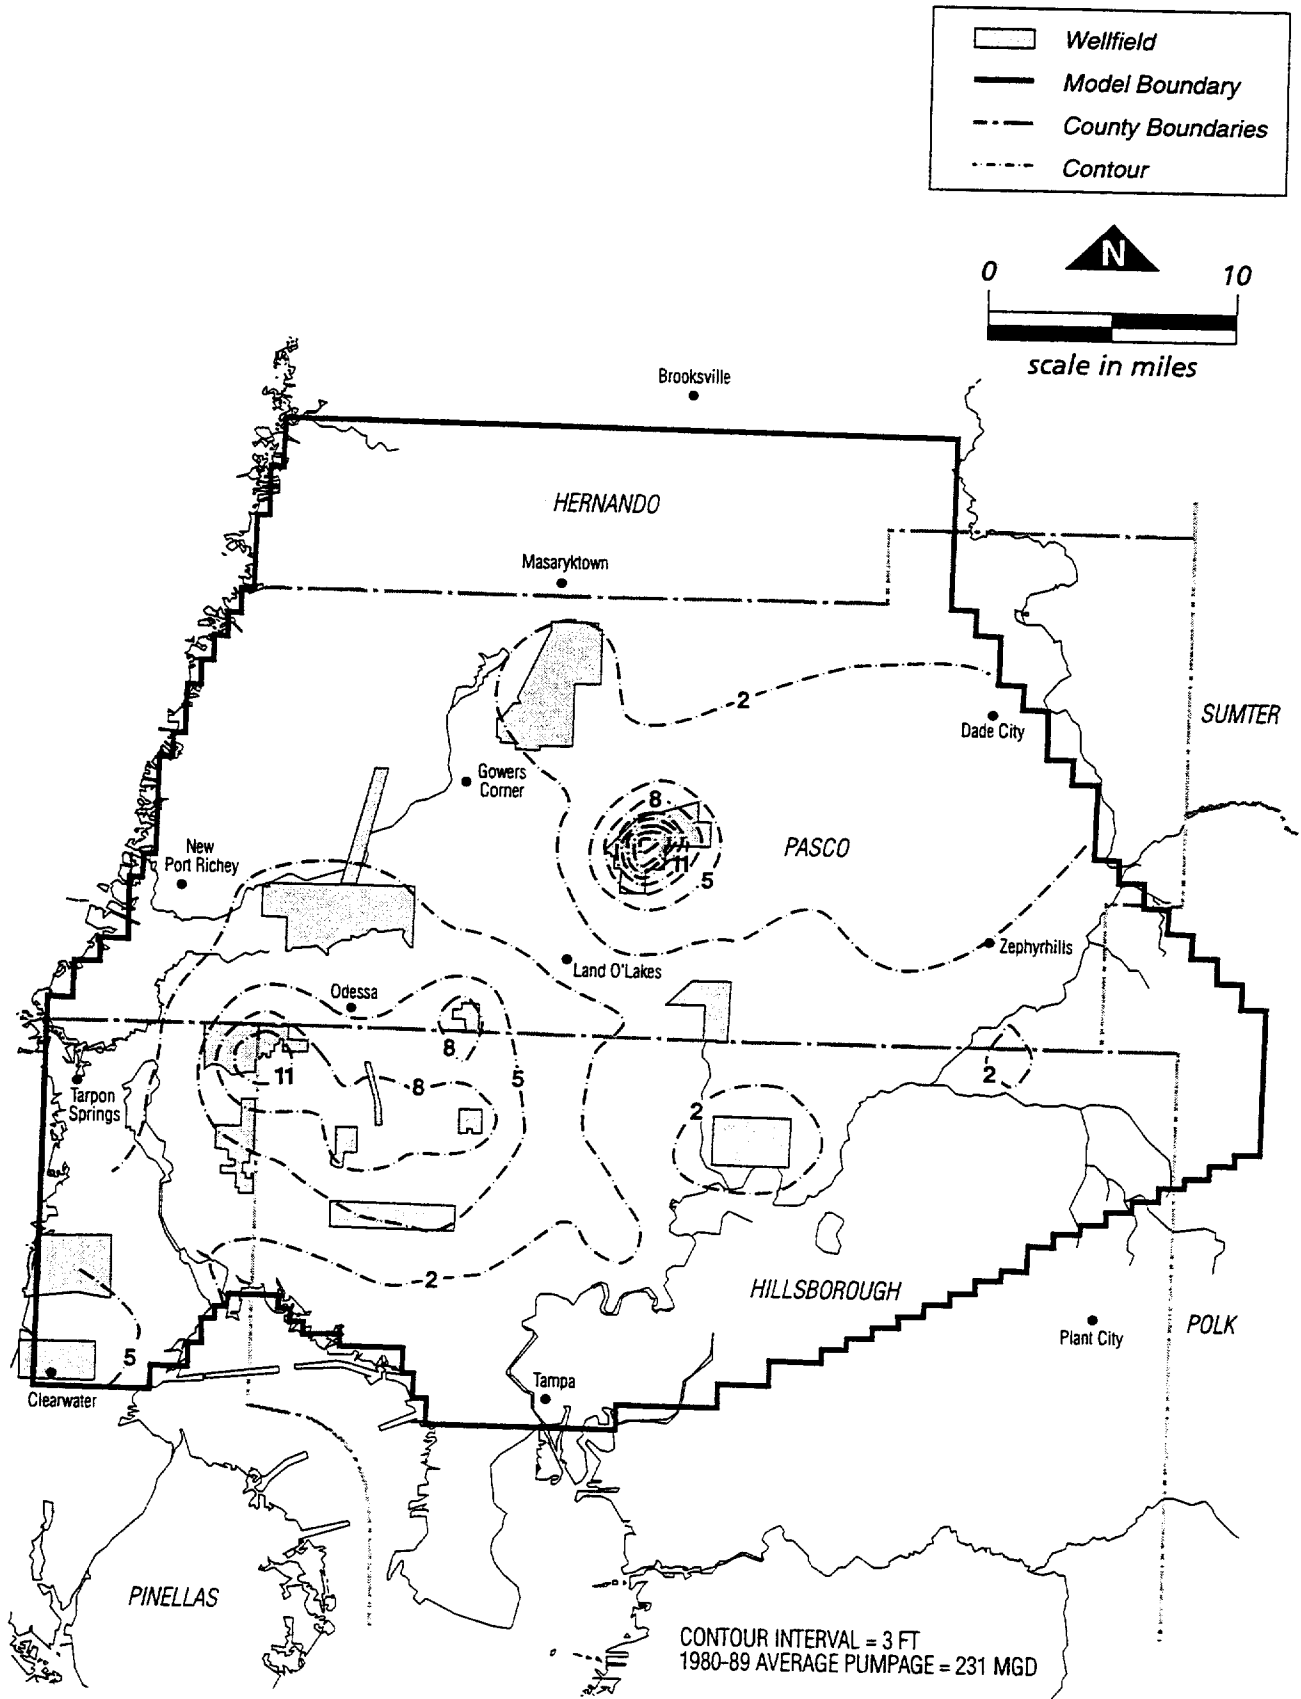 Wellfield
Model Boundary
County Boundaries
Contour
N
0
10
scale in miles
Brooksville
HERNANDO
Masaryktown
2
SUMTER
Dade City
Gowers
Corner
8
PASCO
New
Port Richey
11
5
Zephyrhills
Land O'Lakes
Odessa
8
11
8
5
2
2
Tarpon
Springs
2
HILLSBOROUGH
POLK
Plant City
5
Tampa
Clearwater
PINELLAS
CONTOUR INTERVAL = 3 FT
1980-89 AVERAGE PUMPAGE = 231 MGD